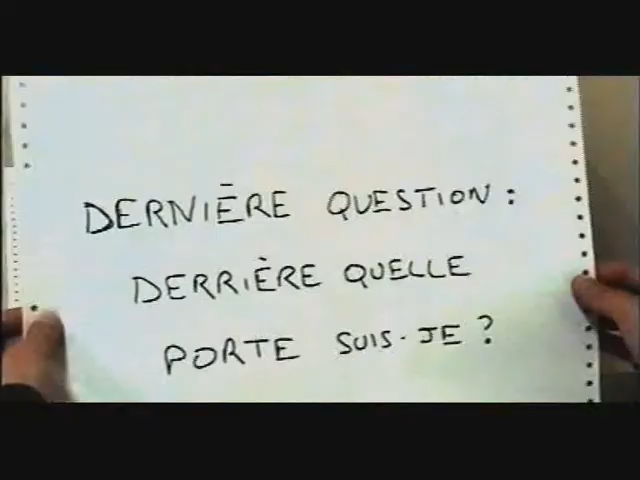 DERNIÈRE QUESTION :
DERRIÈRE QUELLE
PORTE SUIS-JE ?